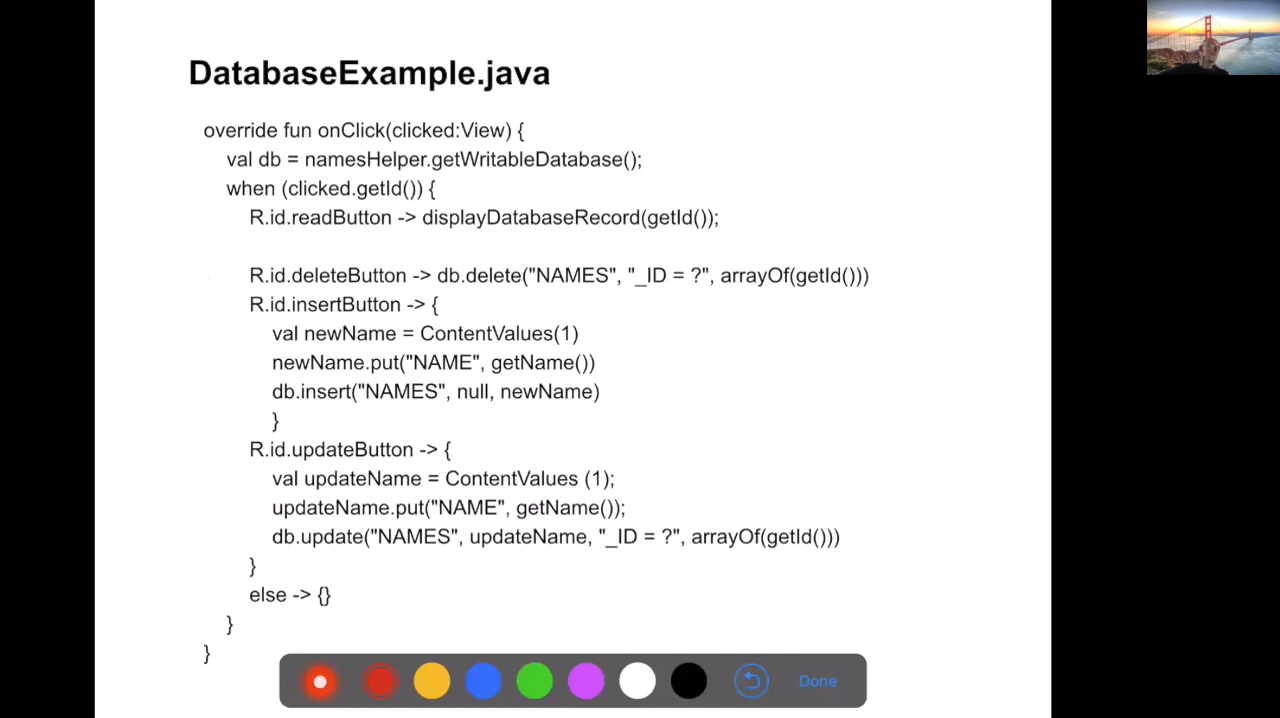 DatabaseExample.java
override fun onClick(clicked:View) {
val db = namesHelper.getWritableDatabase();
when (clicked.getId()) {
R.id.readButton -> displayDatabaseRecord(getId());
R.id.deleteButton -> db.delete("NAMES", "_ID = ?", arrayOf(getId()))
R.id.insertButton -> {
val newName = ContentValues(1)
newName.put("NAME", getName())
db.insert("NAMES", null, newName)
}
R.id.updateButton -> {
val updateName = ContentValues (1);
updateName.put("NAME", getName());
db.update("NAMES", updateName, "_ID = ?", arrayOf(getId()))
}
else -> {}
}
}
Done